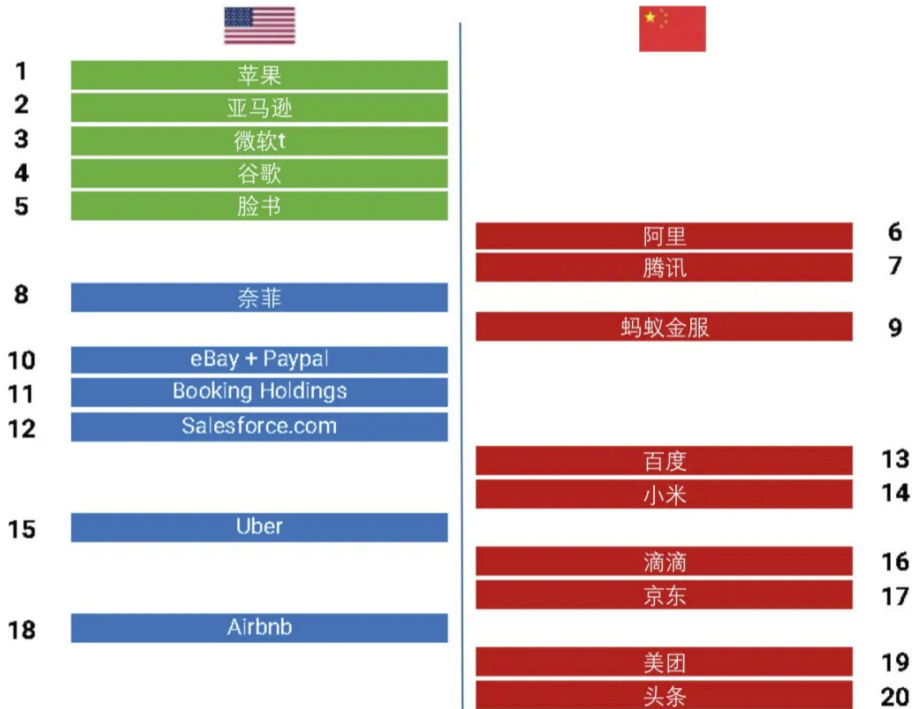 1 苹果
2 亚马逊
3 微软t
4 谷歌
5 脸书
阿里 6
腾讯 7
8 奈菲
蚂蚁金服 9
10 eBay + Paypal
11 Booking Holdings
12 Salesforce.com
百度 13
小米 14
15 Uber
滴滴 16
京东 17
18 Airbnb
美团 19
头条 20